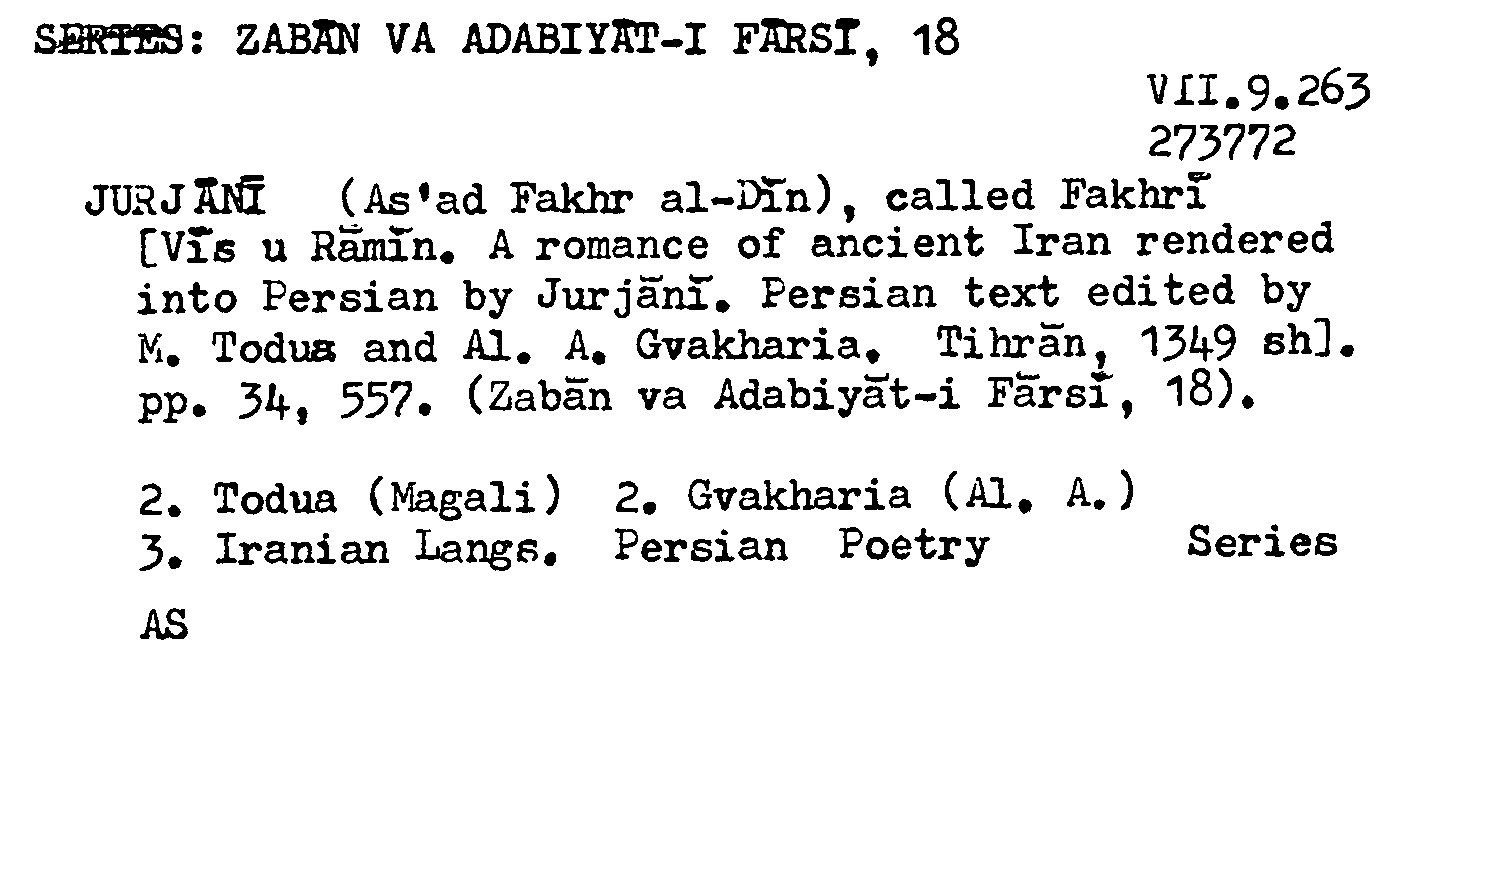 SERIES: ZABĀN VA ADABIYĀT-I FĀRSĪ, 18
VII.9.263
273772
JURJĀNĪ (As'ad Fakhr al-Dīn), called Fakhrī
[Vīs u Rāmīn. A romance of ancient Iran rendered
into Persian by Jurjānī. Persian text edited by
M. Todua and Al. A. Gvakharia. Tihrān, 1349 sh].
pp. 34, 557. (Zabān va Adabiyāt-i Fārsī, 18).
2. Todua (Magali) 2. Gvakharia (Al. A.)
3. Iranian Langs. Persian Poetry Series
AS